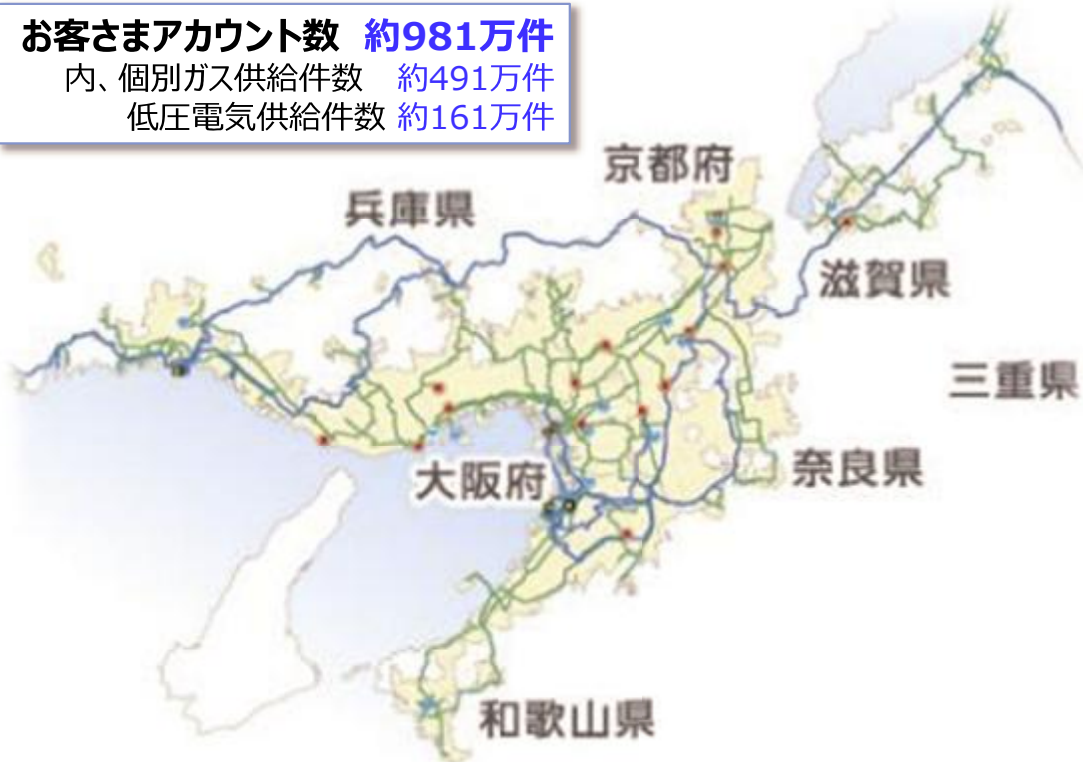 お客さまアカウント数 約981万件
内、個別ガス供給件数 約491万件
低圧電気供給件数 約161万件
京都府
兵庫県
滋賀県
三重県
奈良県
大阪府
和歌山県